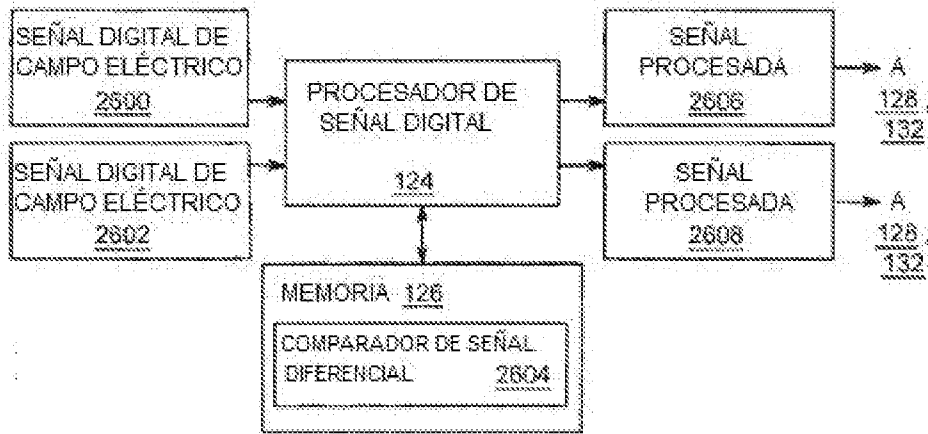 SEÑAL DIGITAL DE
CAMPO ELÉCTRICO
2600
SEÑAL DIGITAL DE
CAMPO ELÉCTRICO
2602
PROCESADOR DE
SEÑAL DIGITAL
124
SEÑAL
PROCESADA
2606
A
128,
132
SEÑAL
PROCESADA
2608
A
128,
132
MEMORIA 126
COMPARADOR DE SEÑAL
DIFERENCIAL 2604